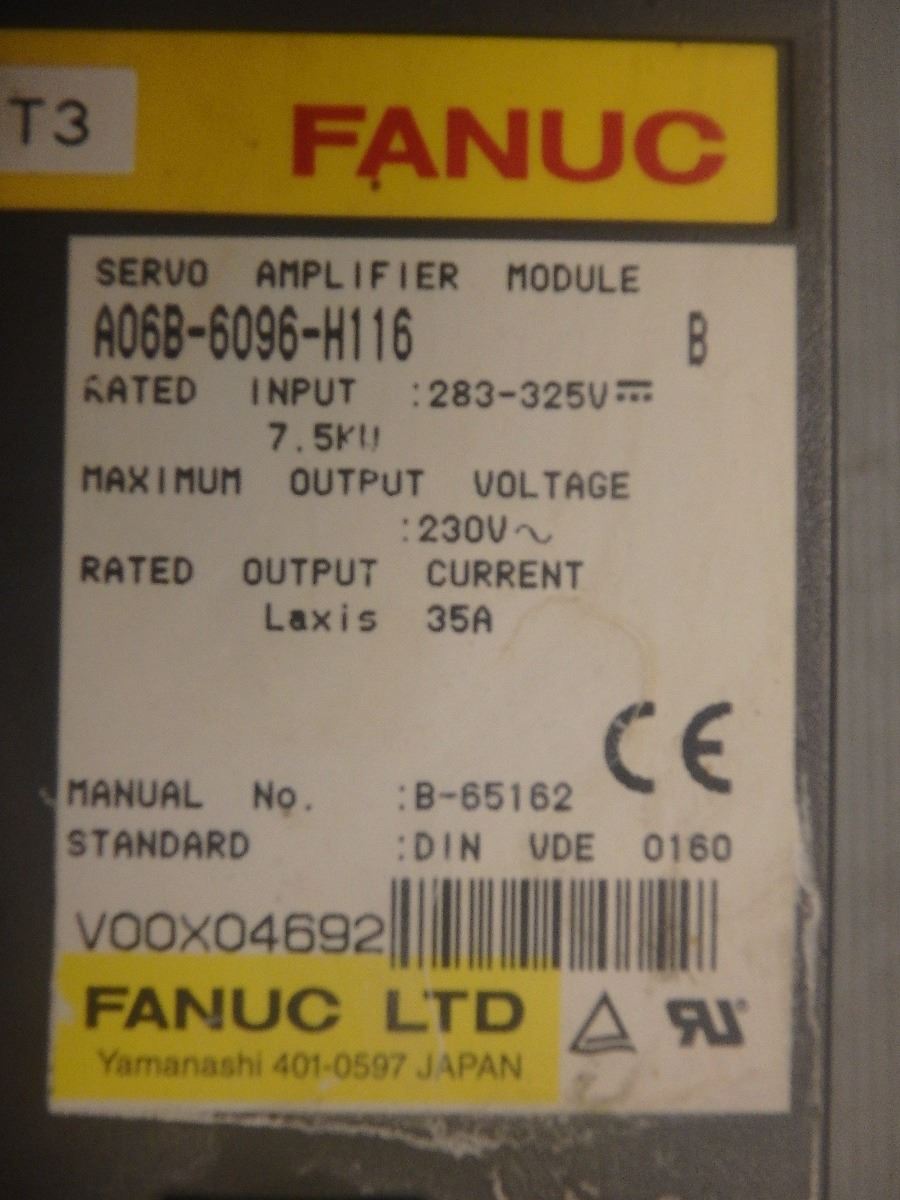 T3
FANUC
SERVO AMPLIFIER MODULE
A06B-6096-H116 B
RATED INPUT :283-325V⎓
7.5KW
MAXIMUM OUTPUT VOLTAGE
:230V~
RATED OUTPUT CURRENT
Laxis 35A
CE
MANUAL No. :B-65162
STANDARD :DIN VDE 0160
V00X04692
FANUC LTD
Yamanashi 401-0597 JAPAN